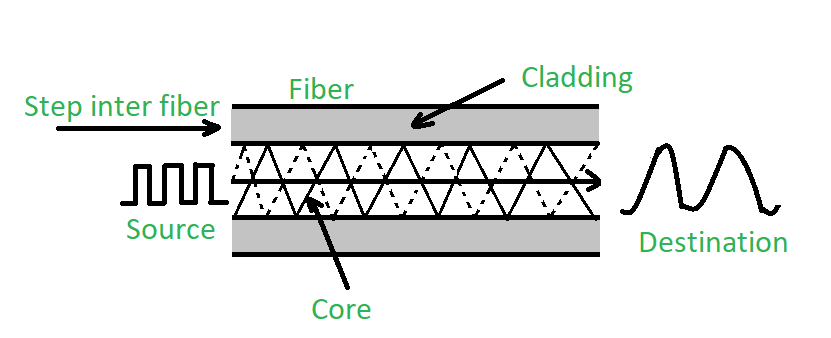 Fiber
Cladding
Step inter fiber
Source
Destination
Core